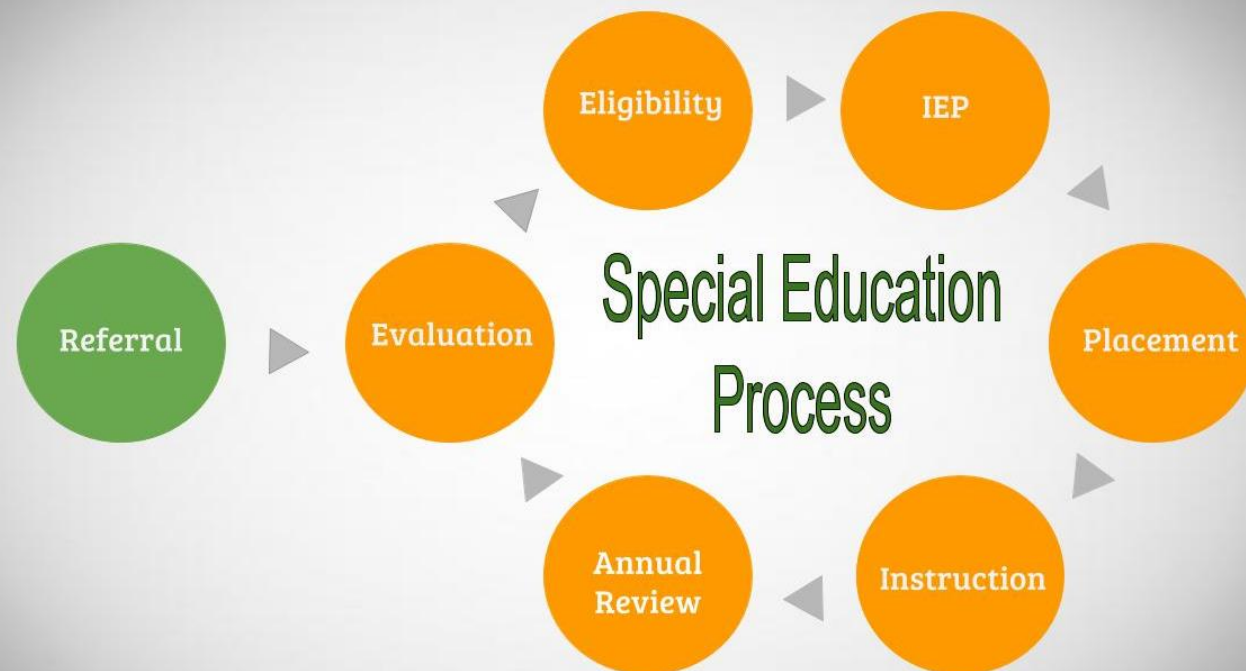 Eligibility
IEP
Referral
Evaluation
Special Education
Process
Placement
Annual
Review
Instruction